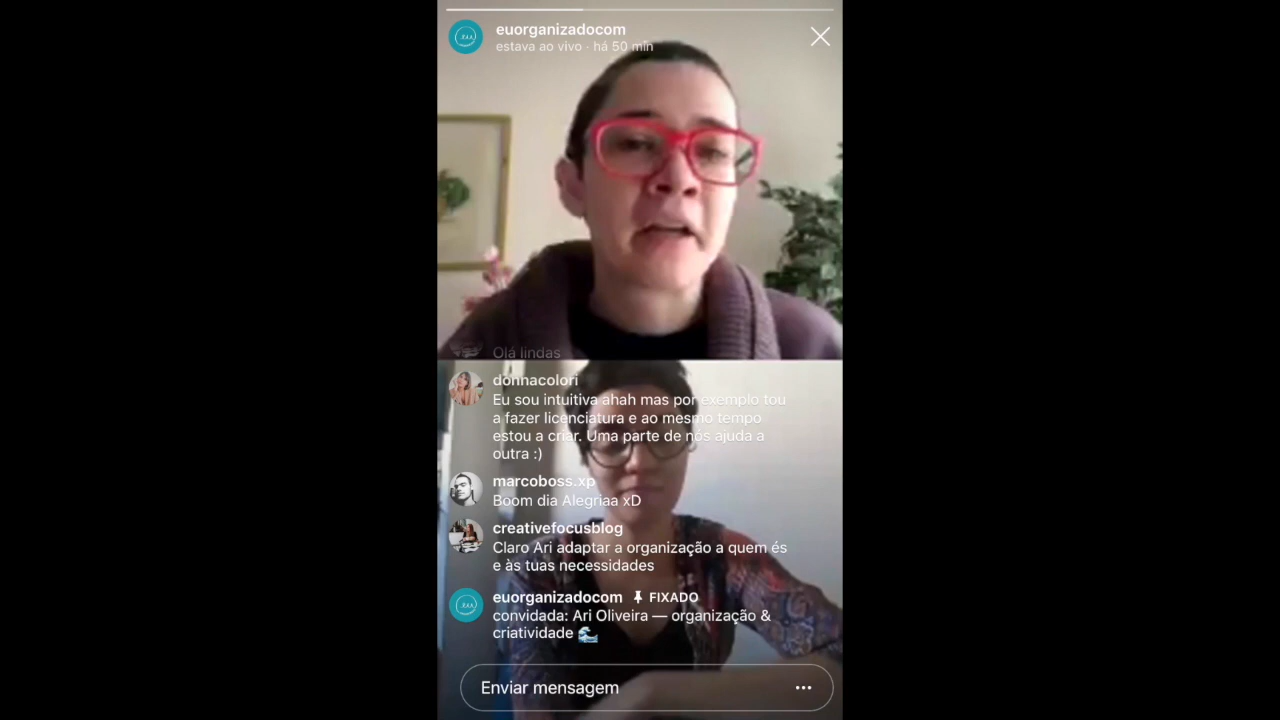 euorganizadocom
estava ao vivo · há 50 min
Olá lindas
donnacolori
Eu sou intuitiva ahah mas por exemplo tou
a fazer licenciatura e ao mesmo tempo
estou a criar. Uma parte de nós ajuda a
outra :)
marcoboss.xp
Boom dia Alegriaa xD
creativefocusblog
Claro Ari adaptar a organização a quem és
e às tuas necessidades
euorganizadocom FIXADO
convidada: Ari Oliveira — organização &
criatividade 🌊
Enviar mensagem